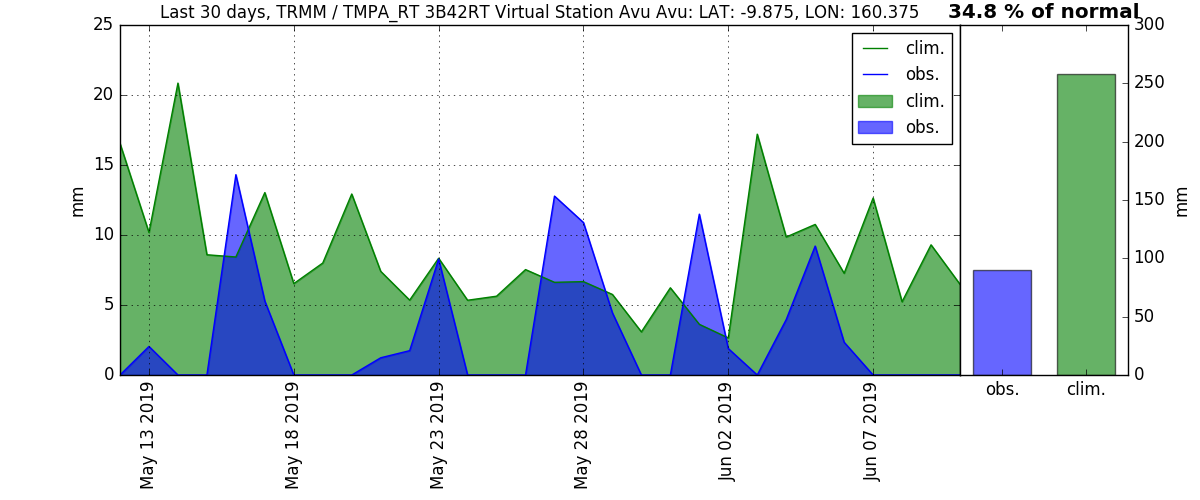 Last 30 days, TRMM / TMPA_RT 3B42RT Virtual Station Avu Avu: LAT: -9.875, LON: 160.375
34.8 % of normal
25
20
15
10
5
0
mm
clim.
obs.
clim.
obs.
May 13 2019
May 18 2019
May 23 2019
May 28 2019
Jun 02 2019
Jun 07 2019
300
250
200
150
100
50
0
mm
obs.
clim.